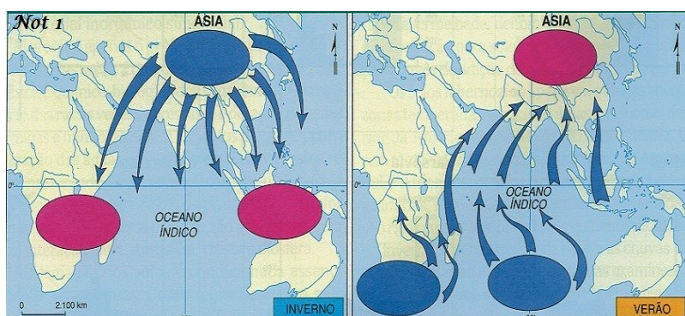 Not 1
ÁSIA
N
0°
OCEANO
ÍNDICO
0 2.100 km
INVERNO
ÁSIA
N
0°
OCEANO
ÍNDICO
VERÃO